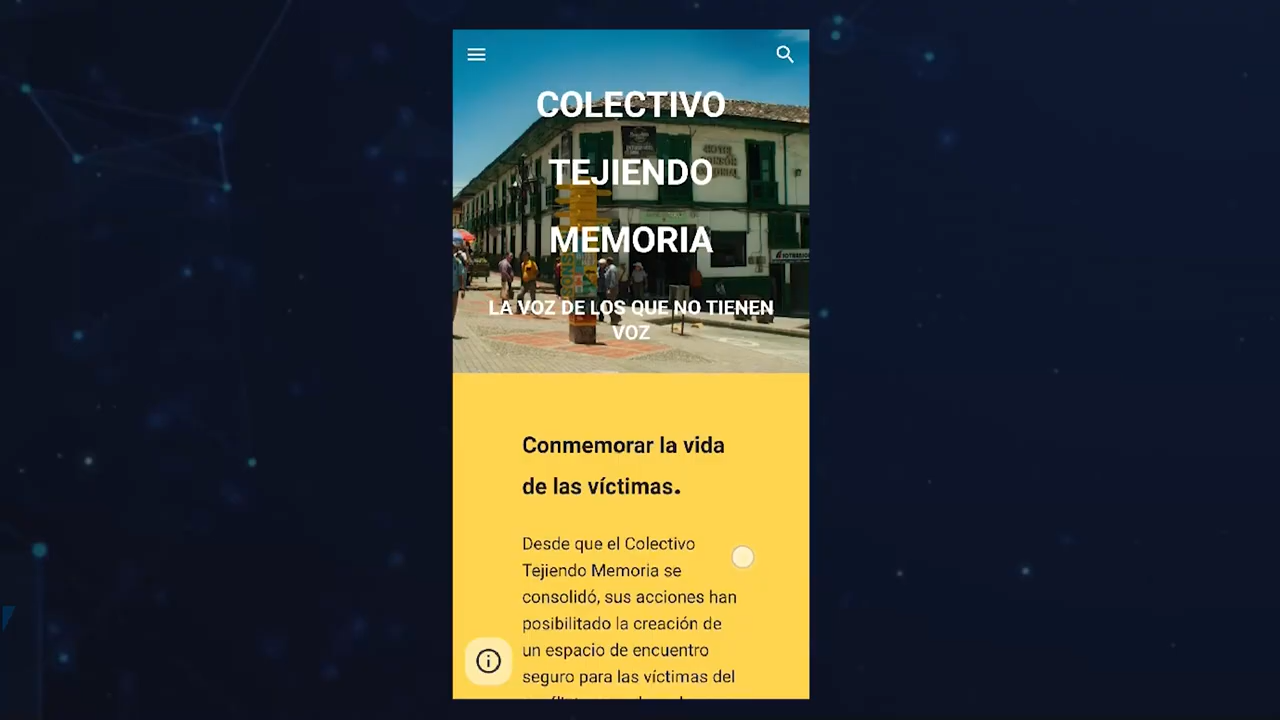 COLECTIVO
TEJIENDO
MEMORIA
LA VOZ DE LOS QUE NO TIENEN
VOZ
Conmemorar la vida
de las víctimas.
Desde que el Colectivo
Tejiendo Memoria se
consolidó, sus acciones han
posibilitado la creación de
un espacio de encuentro
seguro para las víctimas del